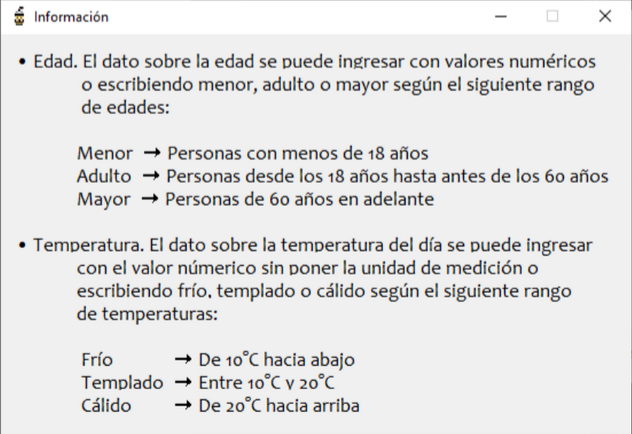 Información
• Edad. El dato sobre la edad se puede ingresar con valores numéricos
o escribiendo menor, adulto o mayor según el siguiente rango
de edades:
Menor → Personas con menos de 18 años
Adulto → Personas desde los 18 años hasta antes de los 60 años
Mayor → Personas de 60 años en adelante
• Temperatura. El dato sobre la temperatura del día se puede ingresar
con el valor númerico sin poner la unidad de medición o
escribiendo frío, templado o cálido según el siguiente rango
de temperaturas:
Frío → De 10°C hacia abajo
Templado → Entre 10°C y 20°C
Cálido → De 20°C hacia arriba